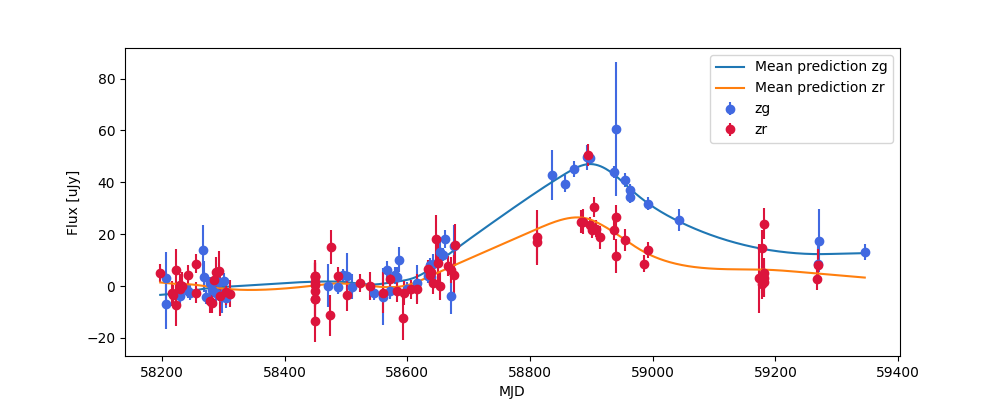 Mean prediction zg
Mean prediction zr
zg
zr
80
60
40
20
0
−20
Flux [uJy]
58200 58400 58600 58800 59000 59200 59400
MJD